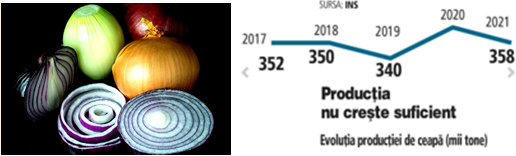 SURSA: INS
2017 2018 2019 2020 2021
352 350 340 358
Producția
nu crește suficient
Evoluția producției de ceapă (mii tone)